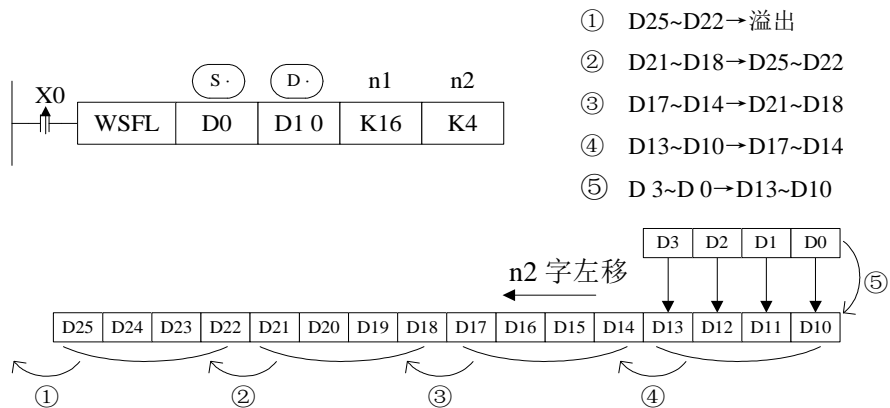 ① D25~D22→溢出
② D21~D18→D25~D22
③ D17~D14→D21~D18
④ D13~D10→D17~D14
⑤ D 3~D 0→D13~D10
S· D· n1 n2
X0
WSFL D0 D1 0 K16 K4
D3 D2 D1 D0
n2 字左移
⑤
D25 D24 D23 D22 D21 D20 D19 D18 D17 D16 D15 D14 D13 D12 D11 D10
① ② ③ ④